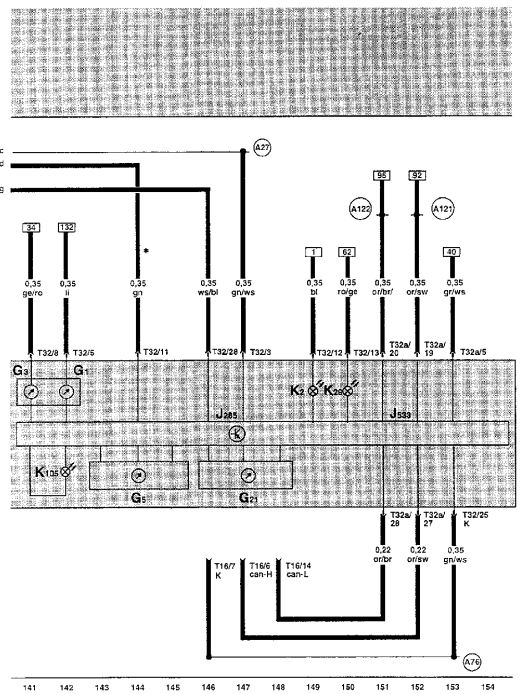 c
A27
d
g
95 92
A122 A121
34 132
*
1 62 40
0,35 0,35 0,35 0,35 0,35 0,35 0,35 0,35 0,35 0,35
ge/ro li gn ws/bl gn/ws bl ro/ge or/br/ or/sw gr/ws
T32/8 T32/6 T32/11 T32/28 T32/3 T32/12 T32/13 T32a/ T32a/ T32a/5
20 19
G3 G1
K2 K28
J285 J533
k
K105
G5 G21
T32a/ T32a/ T32/25
28 27 K
0,22 0,22 0,35
or/br or/sw gn/ws
T16/7 T16/6 T16/14
K can-H can-L
A76
141 142 143 144 145 146 147 148 149 150 151 152 153 154